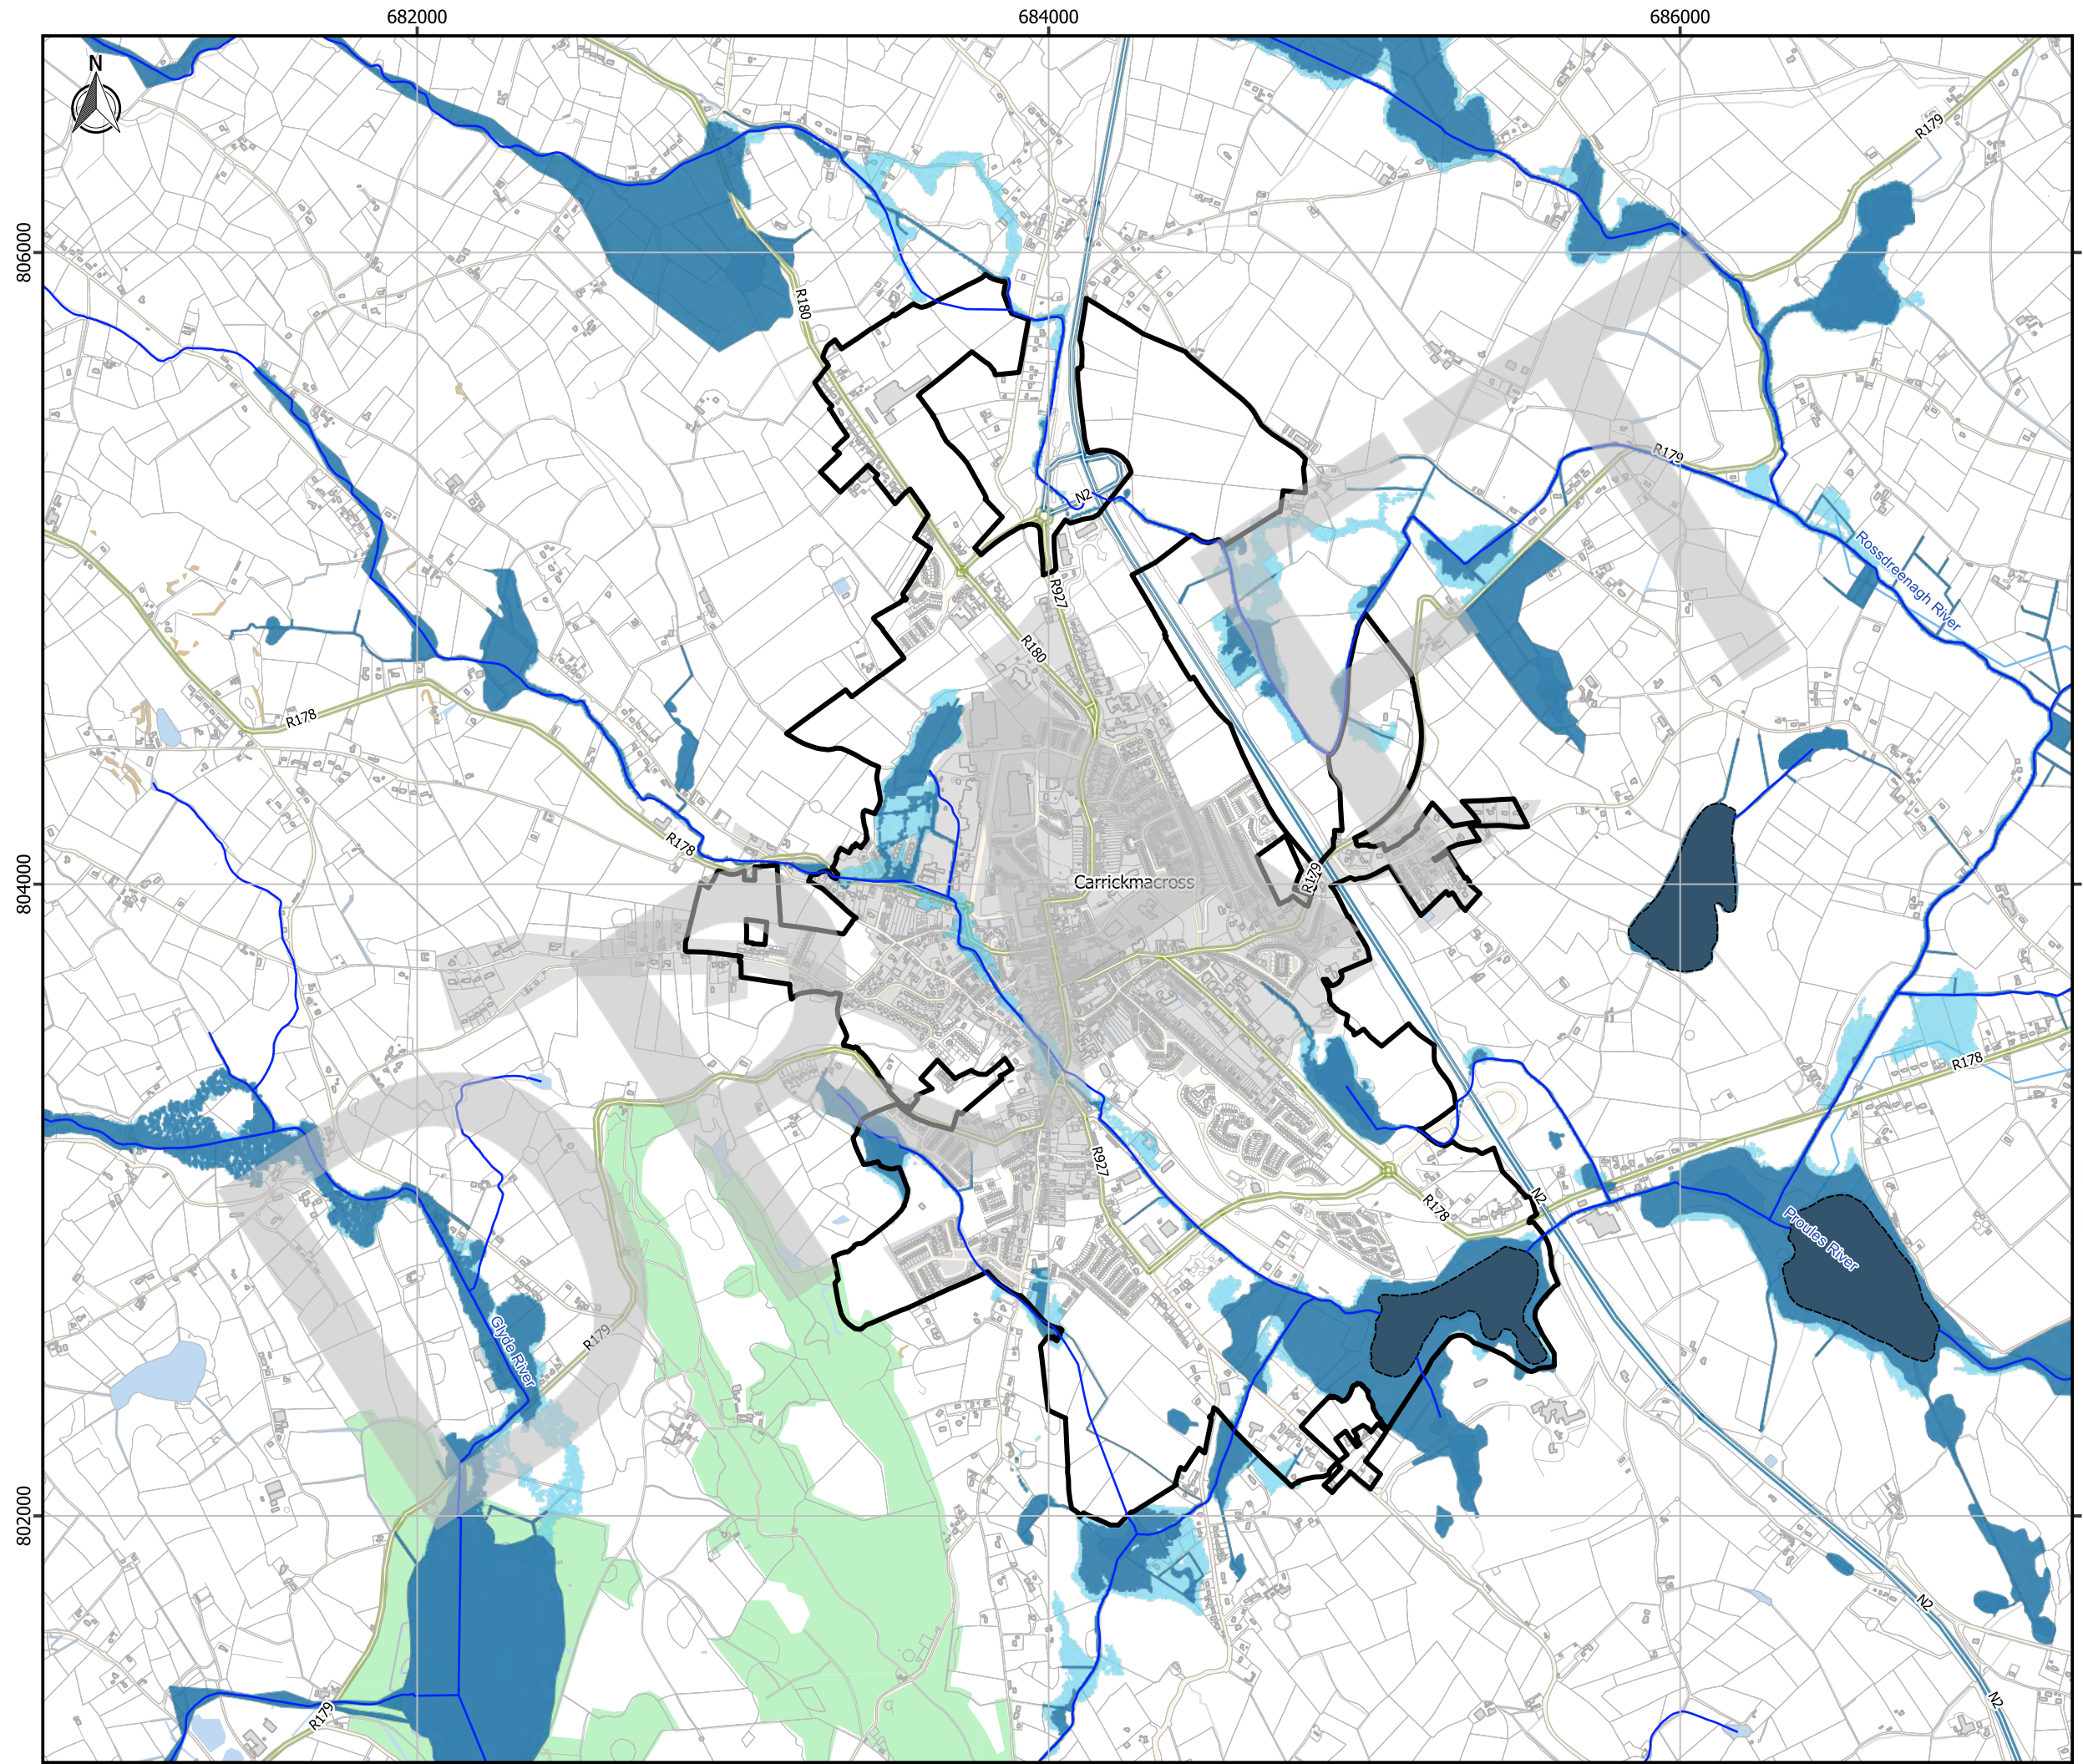 682000
684000
686000
N
R179
806000
R180
N2
R179
Rossdreenagh River
R927
R180
R178
R178
804000
Carrickmacross
R179
R178
R927
N2
R178
Proules River
Glyde River
R179
802000
N2
R179
N2
DRAFT